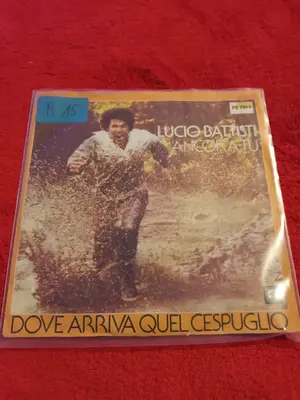 LUCIO BATTISTI
ANCORA TU
DOVE ARRIVA QUEL CESPUGLIO